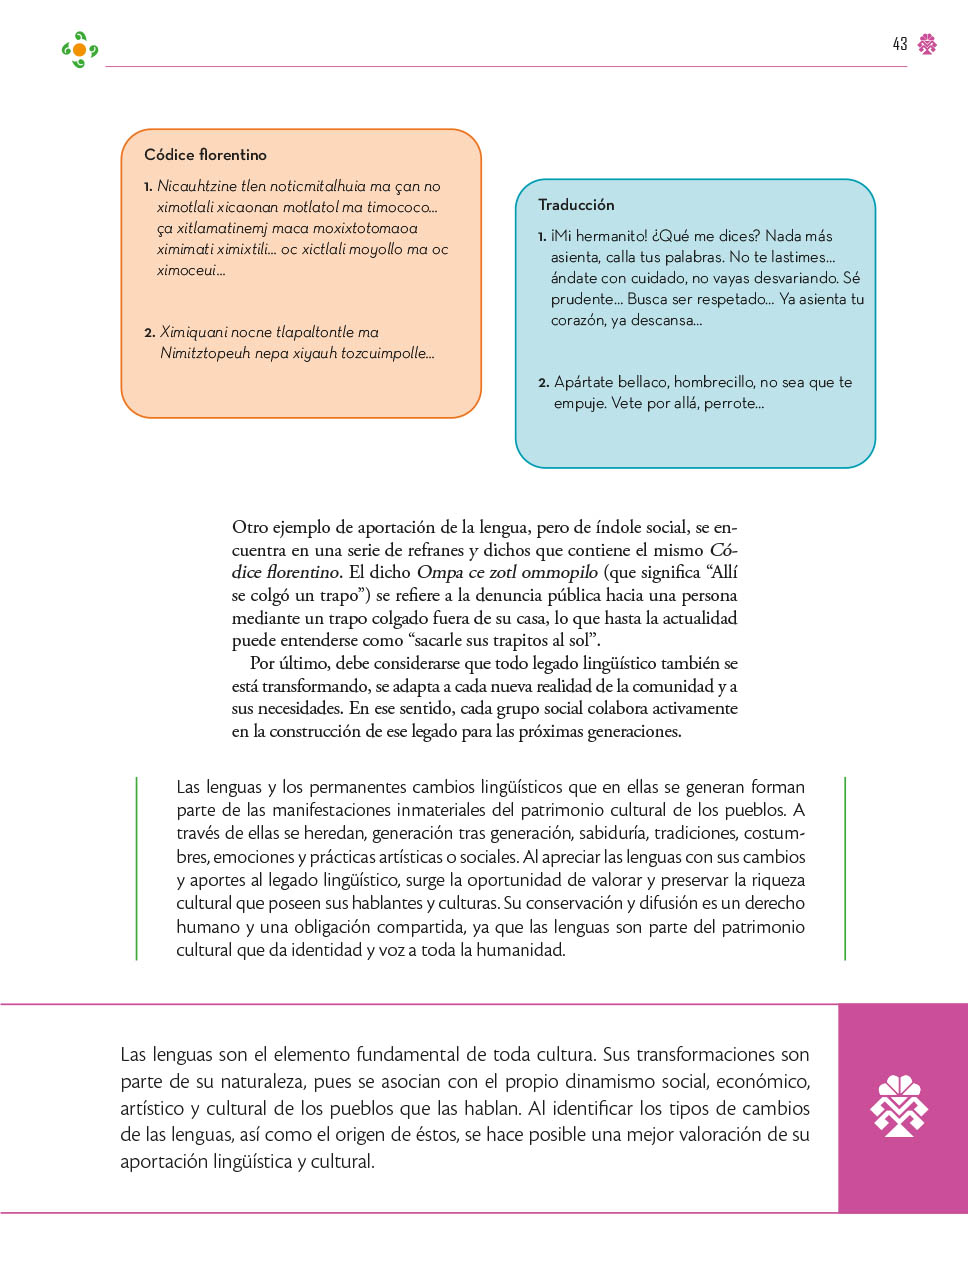 43
Códice florentino
1. Nicauhtzine tlen noticmitalhuia ma çan no
ximotlali xicaonan motlatol ma timococo...
ça xitlamatinemj maca moxixtotomaoa
ximimati ximixtili... oc xictlali moyollo ma oc
ximoceui...
2. Ximiquani nocne tlapaltontle ma
Nimitztopeuh nepa xiyauh tozcuimpolle...
Traducción
1. ¡Mi hermanito! ¿Qué me dices? Nada más
asienta, calla tus palabras. No te lastimes...
ándate con cuidado, no vayas desvariando. Sé
prudente... Busca ser respetado... Ya asienta tu
corazón, ya descansa...
2. Apártate bellaco, hombrecillo, no sea que te
empuje. Vete por allá, perrote...
Otro ejemplo de aportación de la lengua, pero de índole social, se en-
cuentra en una serie de refranes y dichos que contiene el mismo Có-
dice florentino. El dicho Ompa ce zotl ommopilo (que significa “Allí
se colgó un trapo”) se refiere a la denuncia pública hacia una persona
mediante un trapo colgado fuera de su casa, lo que hasta la actualidad
puede entenderse como “sacarle sus trapitos al sol”.
Por último, debe considerarse que todo legado lingüístico también se
está transformando, se adapta a cada nueva realidad de la comunidad y a
sus necesidades. En ese sentido, cada grupo social colabora activamente
en la construcción de ese legado para las próximas generaciones.
Las lenguas y los permanentes cambios lingüísticos que en ellas se generan forman
parte de las manifestaciones inmateriales del patrimonio cultural de los pueblos. A
través de ellas se heredan, generación tras generación, sabiduría, tradiciones, costum-
bres, emociones y prácticas artísticas o sociales. Al apreciar las lenguas con sus cambios
y aportes al legado lingüístico, surge la oportunidad de valorar y preservar la riqueza
cultural que poseen sus hablantes y culturas. Su conservación y difusión es un derecho
humano y una obligación compartida, ya que las lenguas son parte del patrimonio
cultural que da identidad y voz a toda la humanidad.
Las lenguas son el elemento fundamental de toda cultura. Sus transformaciones son
parte de su naturaleza, pues se asocian con el propio dinamismo social, económico,
artístico y cultural de los pueblos que las hablan. Al identificar los tipos de cambios
de las lenguas, así como el origen de éstos, se hace posible una mejor valoración de su
aportación lingüística y cultural.